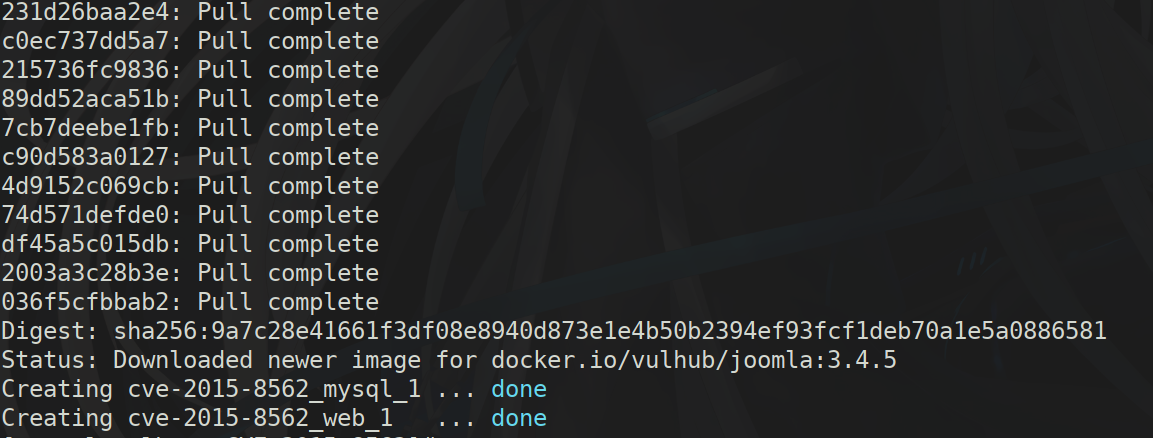 231d26baa2e4: Pull complete
c0ec737dd5a7: Pull complete
215736fc9836: Pull complete
89dd52aca51b: Pull complete
7cb7deebe1fb: Pull complete
c90d583a0127: Pull complete
4d9152c069cb: Pull complete
74d571defde0: Pull complete
df45a5c015db: Pull complete
2003a3c28b3e: Pull complete
036f5cfbbab2: Pull complete
Digest: sha256:9a7c28e41661f3df08e8940d873e1e4b50b2394ef93fcf1deb70a1e5a0886581
Status: Downloaded newer image for docker.io/vulhub/joomla:3.4.5
Creating cve-2015-8562_mysql_1 ... done
Creating cve-2015-8562_web_1   ... done